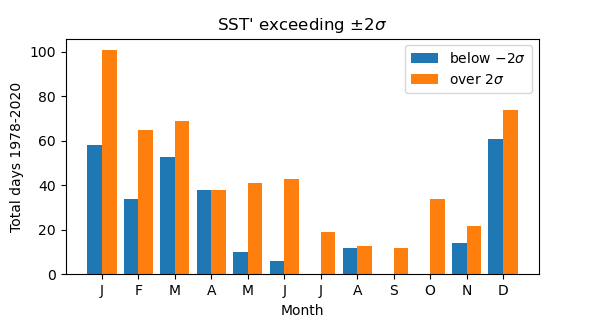 SST' exceeding ±2σ
below −2σ
over 2σ
Total days 1978-2020
100
80
60
40
20
0
J F M A M J J A S O N D
Month